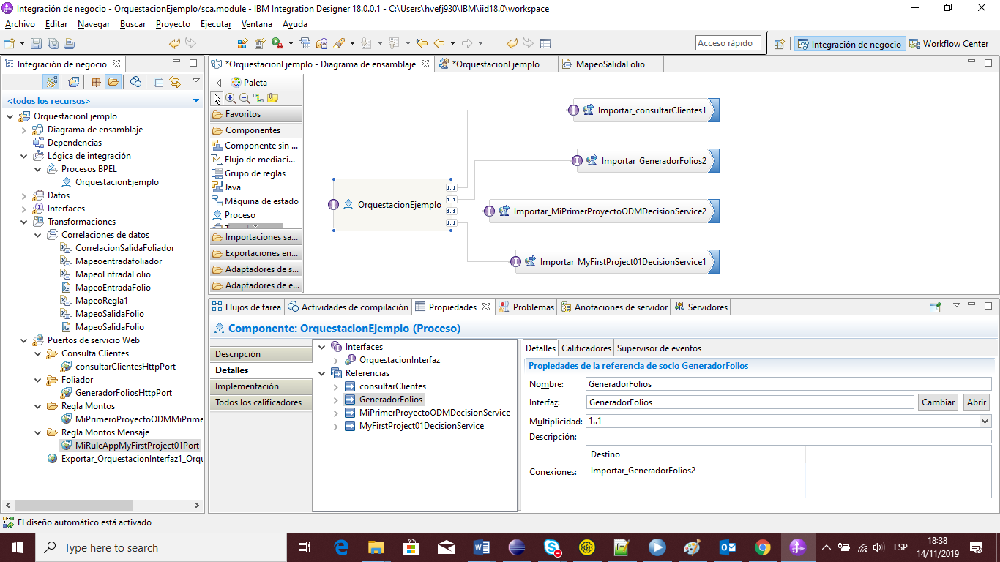 Integración de negocio - OrquestacionEjemplo/sca.module - IBM Integration Designer 18.0.0.1 - C:\Users\hvefj930\IBM\iid18.0\workspace
Archivo Editar Navegar Buscar Proyecto Ejecutar Ventana Ayuda
Acceso rápido
Integración de negocio
Workflow Center
Integración de negocio
<todos los recursos>
OrquestacionEjemplo
Diagrama de ensamblaje
Dependencias
Lógica de integración
Procesos BPEL
OrquestacionEjemplo
Datos
Interfaces
Transformaciones
Correlaciones de datos
CorrelacionSalidaFoliador
Mapeoentradafoliador
MapeoEntradaFolio
MapeoEntradaFolio
MapeoRegla1
MapeoSalidaFolio
MapeoSalidaFolio
Puertos de servicio Web
Consulta Clientes
consultarClientesHttpPort
Foliador
GeneradorFoliosHttpPort
Regla Montos
MiPrimeroProyectoODMMiPrime
Regla Montos Mensaje
MiRuleAppMyFirstProject01Port
Exportar_OrquestacionInterfaz1_Orqu
*OrquestacionEjemplo - Diagrama de ensamblaje
*OrquestacionEjemplo
MapeoSalidaFolio
Paleta
Favoritos
Componentes
Componente sin ...
Flujo de mediaci...
Grupo de reglas
Java
Máquina de estado
Proceso
Importaciones sa...
Exportaciones en...
Adaptadores de s...
Adaptadores de e...
OrquestacionEjemplo
1..1
1..1
1..1
1..1
Importar_consultarClientes1
Importar_GeneradorFolios2
Importar_MiPrimerProyectoODMDecisionService2
Importar_MyFirstProject01DecisionService1
Flujos de tarea
Actividades de compilación
Propiedades
Problemas
Anotaciones de servidor
Servidores
Componente: OrquestacionEjemplo (Proceso)
Descripción
Detalles
Implementación
Todos los calificadores
Interfaces
OrquestacionInterfaz
Referencias
consultarClientes
GeneradorFolios
MiPrimerProyectoODMDecisionService
MyFirstProject01DecisionService
Detalles Calificadores Supervisor de eventos
Propiedades de la referencia de socio GeneradorFolios
Nombre: GeneradorFolios
Interfaz: GeneradorFolios Cambiar Abrir
Multiplicidad: 1..1
Descripción:
Destino
Conexiones: Importar_GeneradorFolios2
El diseño automático está activado
Type here to search
ESP
18:38
14/11/2019